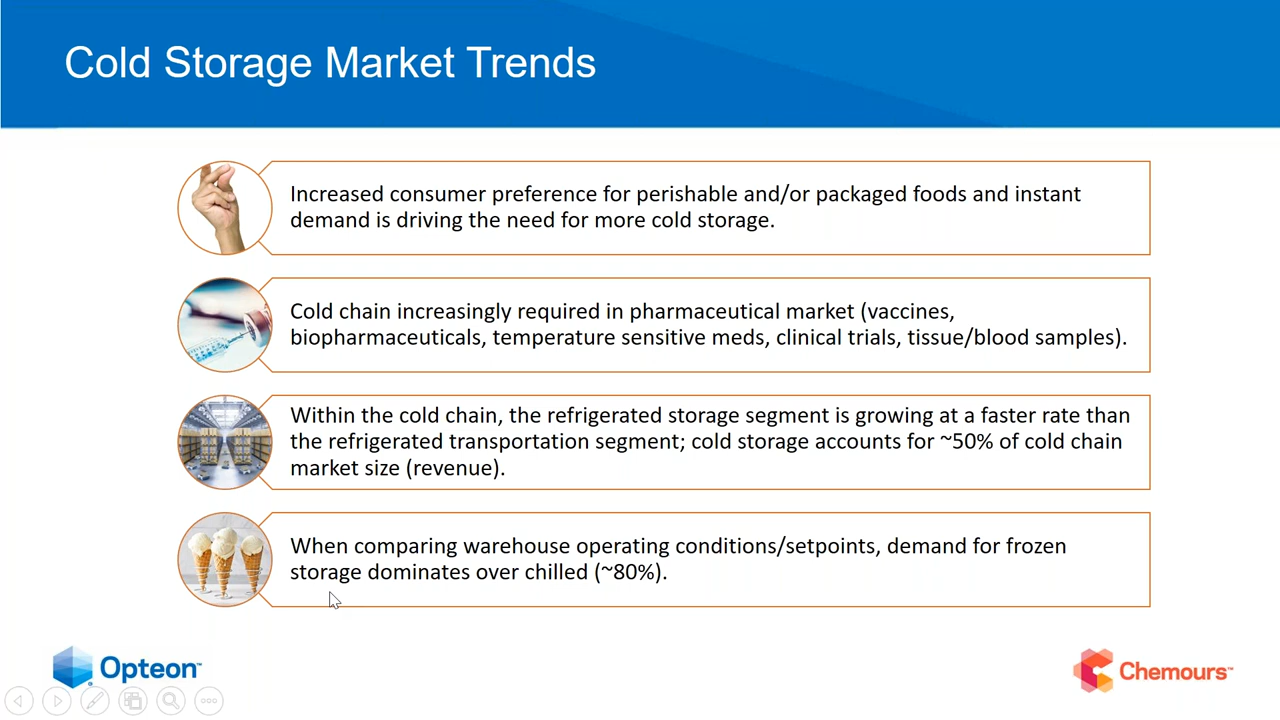 Cold Storage Market Trends
Increased consumer preference for perishable and/or packaged foods and instant
demand is driving the need for more cold storage.
Cold chain increasingly required in pharmaceutical market (vaccines,
biopharmaceuticals, temperature sensitive meds, clinical trials, tissue/blood samples).
Within the cold chain, the refrigerated storage segment is growing at a faster rate than
the refrigerated transportation segment; cold storage accounts for ~50% of cold chain
market size (revenue).
When comparing warehouse operating conditions/setpoints, demand for frozen
storage dominates over chilled (~80%).
Opteon™
Chemours™